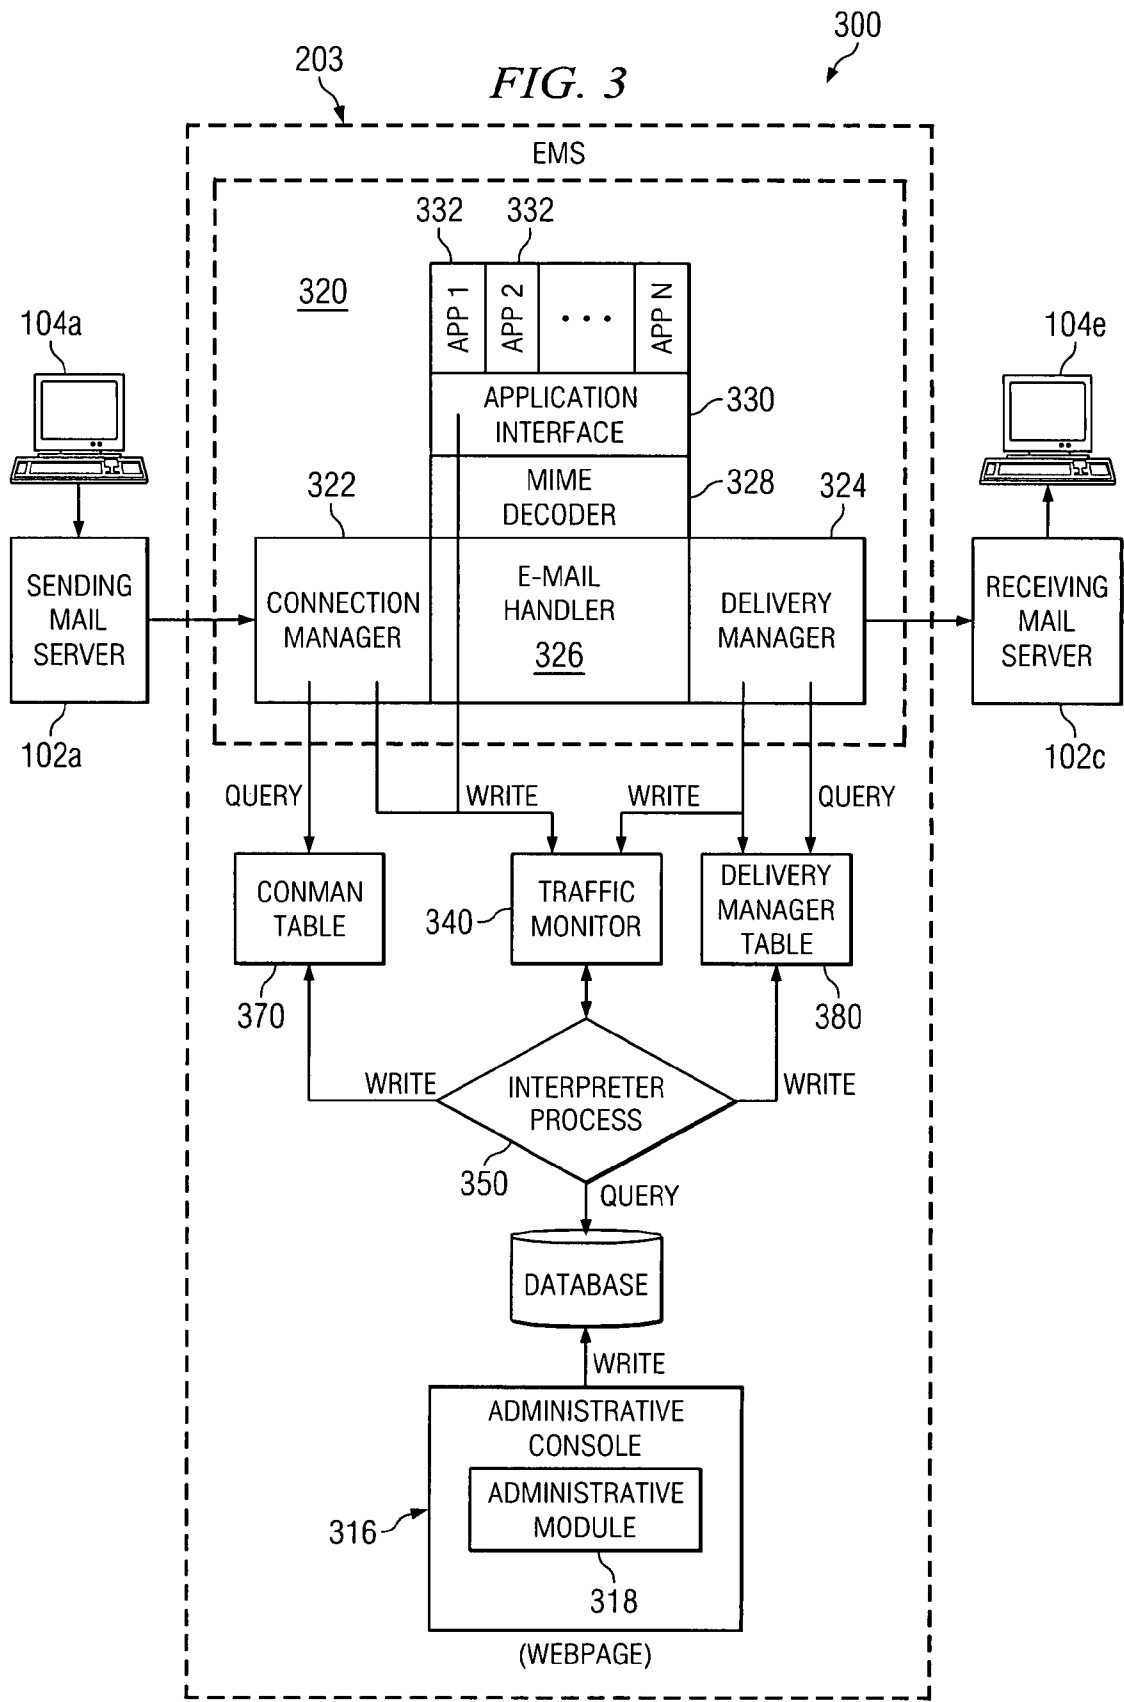 300
203
FIG. 3
EMS
332 332
320
APP 1 APP 2 ... APP N
104a
104e
APPLICATION
INTERFACE
330
322
MIME
DECODER
328
324
SENDING
MAIL
SERVER
CONNECTION
MANAGER
E-MAIL
HANDLER
326
DELIVERY
MANAGER
RECEIVING
MAIL
SERVER
102a
102c
QUERY
WRITE
WRITE
QUERY
CONMAN
TABLE
340
TRAFFIC
MONITOR
DELIVERY
MANAGER
TABLE
370
380
WRITE
INTERPRETER
PROCESS
WRITE
350
QUERY
DATABASE
WRITE
ADMINISTRATIVE
CONSOLE
316
ADMINISTRATIVE
MODULE
318
(WEBPAGE)